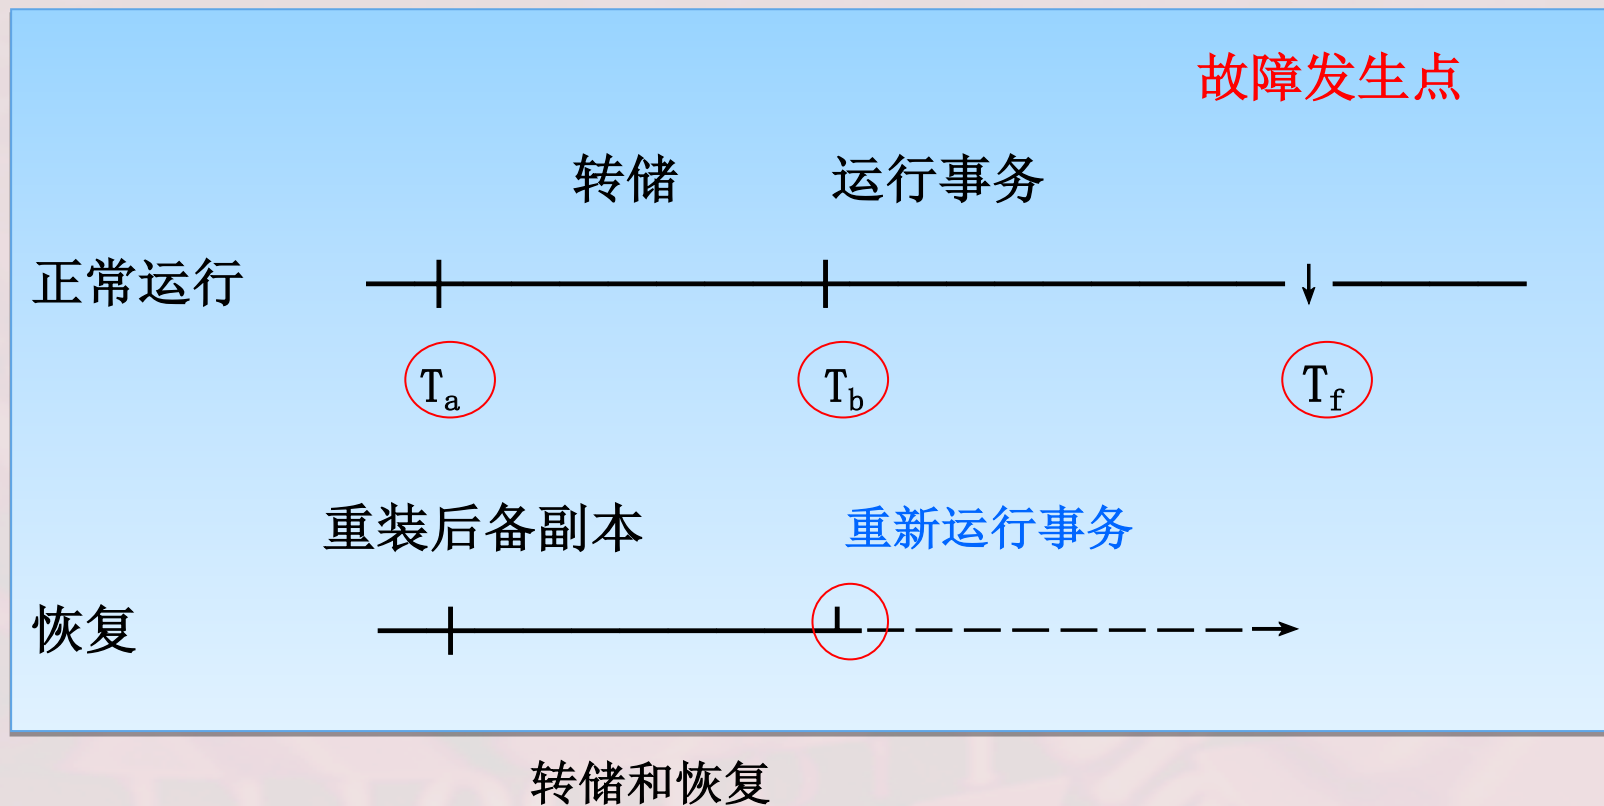 故障发生点
转储 运行事务
正常运行
Ta Tb Tf
重装后备副本 重新运行事务
恢复
转储和恢复